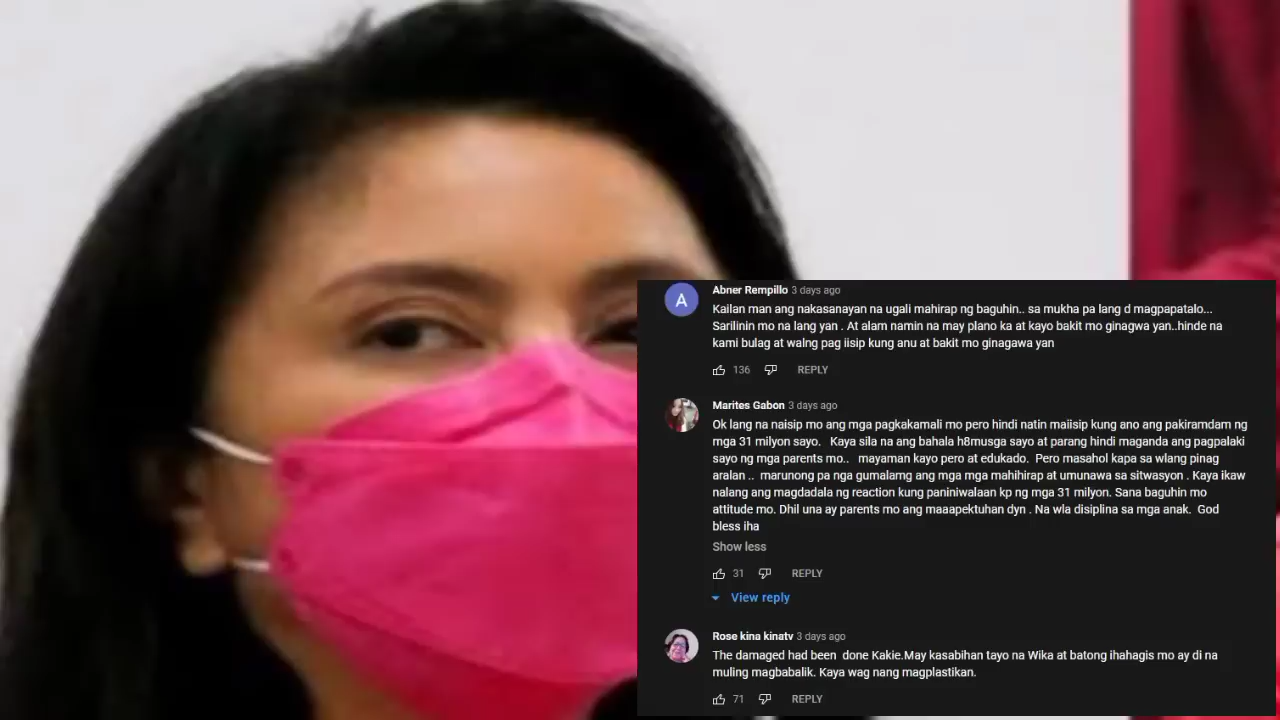 A
Abner Rempillo 3 days ago
Kailan man ang nakasanayan na ugali mahirap ng baguhin.. sa mukha pa lang d magpapatalo...
Sarilinin mo na lang yan . At alam namin na may plano ka at kayo bakit mo ginagwa yan..hinde na
kami bulag at walng pag iisip kung anu at bakit mo ginagawa yan
136 REPLY
Marites Gabon 3 days ago
Ok lang na naisip mo ang mga pagkakamali mo pero hindi natin maiisip kung ano ang pakiramdam ng
mga 31 milyon sayo. Kaya sila na ang bahala h8musga sayo at parang hindi maganda ang pagpalaki
sayo ng mga parents mo.. mayaman kayo pero at edukado. Pero masahol kapa sa wlang pinag
aralan .. marunong pa nga gumalamg ang mga mga mahihirap at umunawa sa sitwasyon . Kaya ikaw
nalang ang magdadala ng reaction kung paniniwalaan kp ng mga 31 milyon. Sana baguhin mo
attitude mo. Dhil una ay parents mo ang maaapektuhan dyn . Na wla disiplina sa mga anak. God
bless iha
Show less
31 REPLY
View reply
Rose kina kinatv 3 days ago
The damaged had been done Kakie.May kasabihan tayo na Wika at batong ihahagis mo ay di na
muling magbabalik. Kaya wag nang magplastikan.
71 REPLY